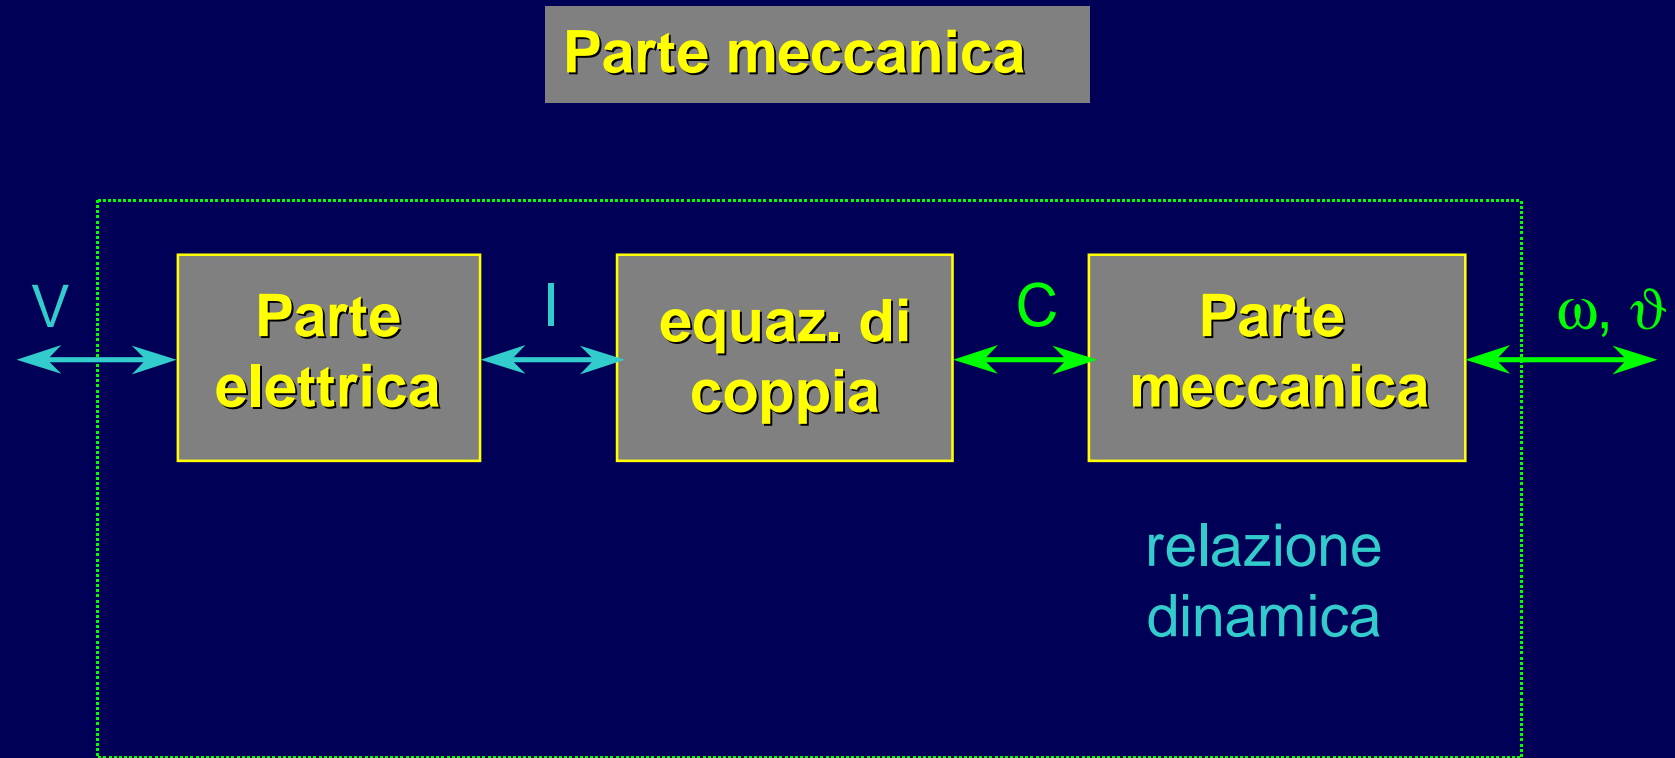 Parte meccanica
V
Parte
elettrica
I
equaz. di
coppia
C
Parte
meccanica
ω, ϑ
relazione
dinamica